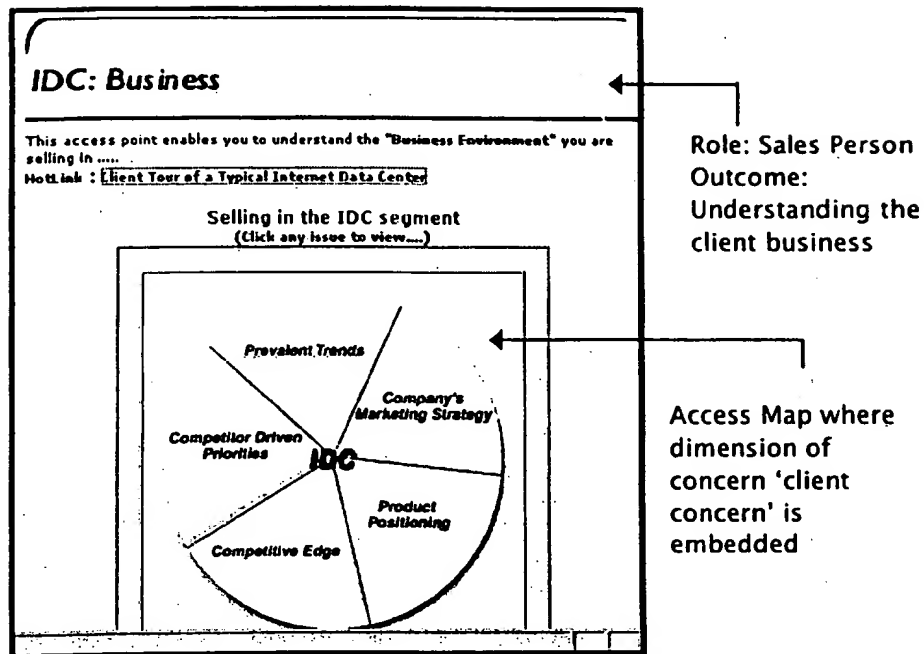 IDC: Business
This access point enables you to understand the "Business Environment" you are
selling in .....
HotLink : Client Tour of a Typical Internet Data Center
Selling in the IDC segment
(Click any issue to view....)
Prevalent Trends
Company's
Marketing Strategy
Competitor Driven
Priorities
IDC
Product
Positioning
Competitive Edge
Role: Sales Person
Outcome:
Understanding the
client business
Access Map where
dimension of
concern ‘client
concern’ is
embedded